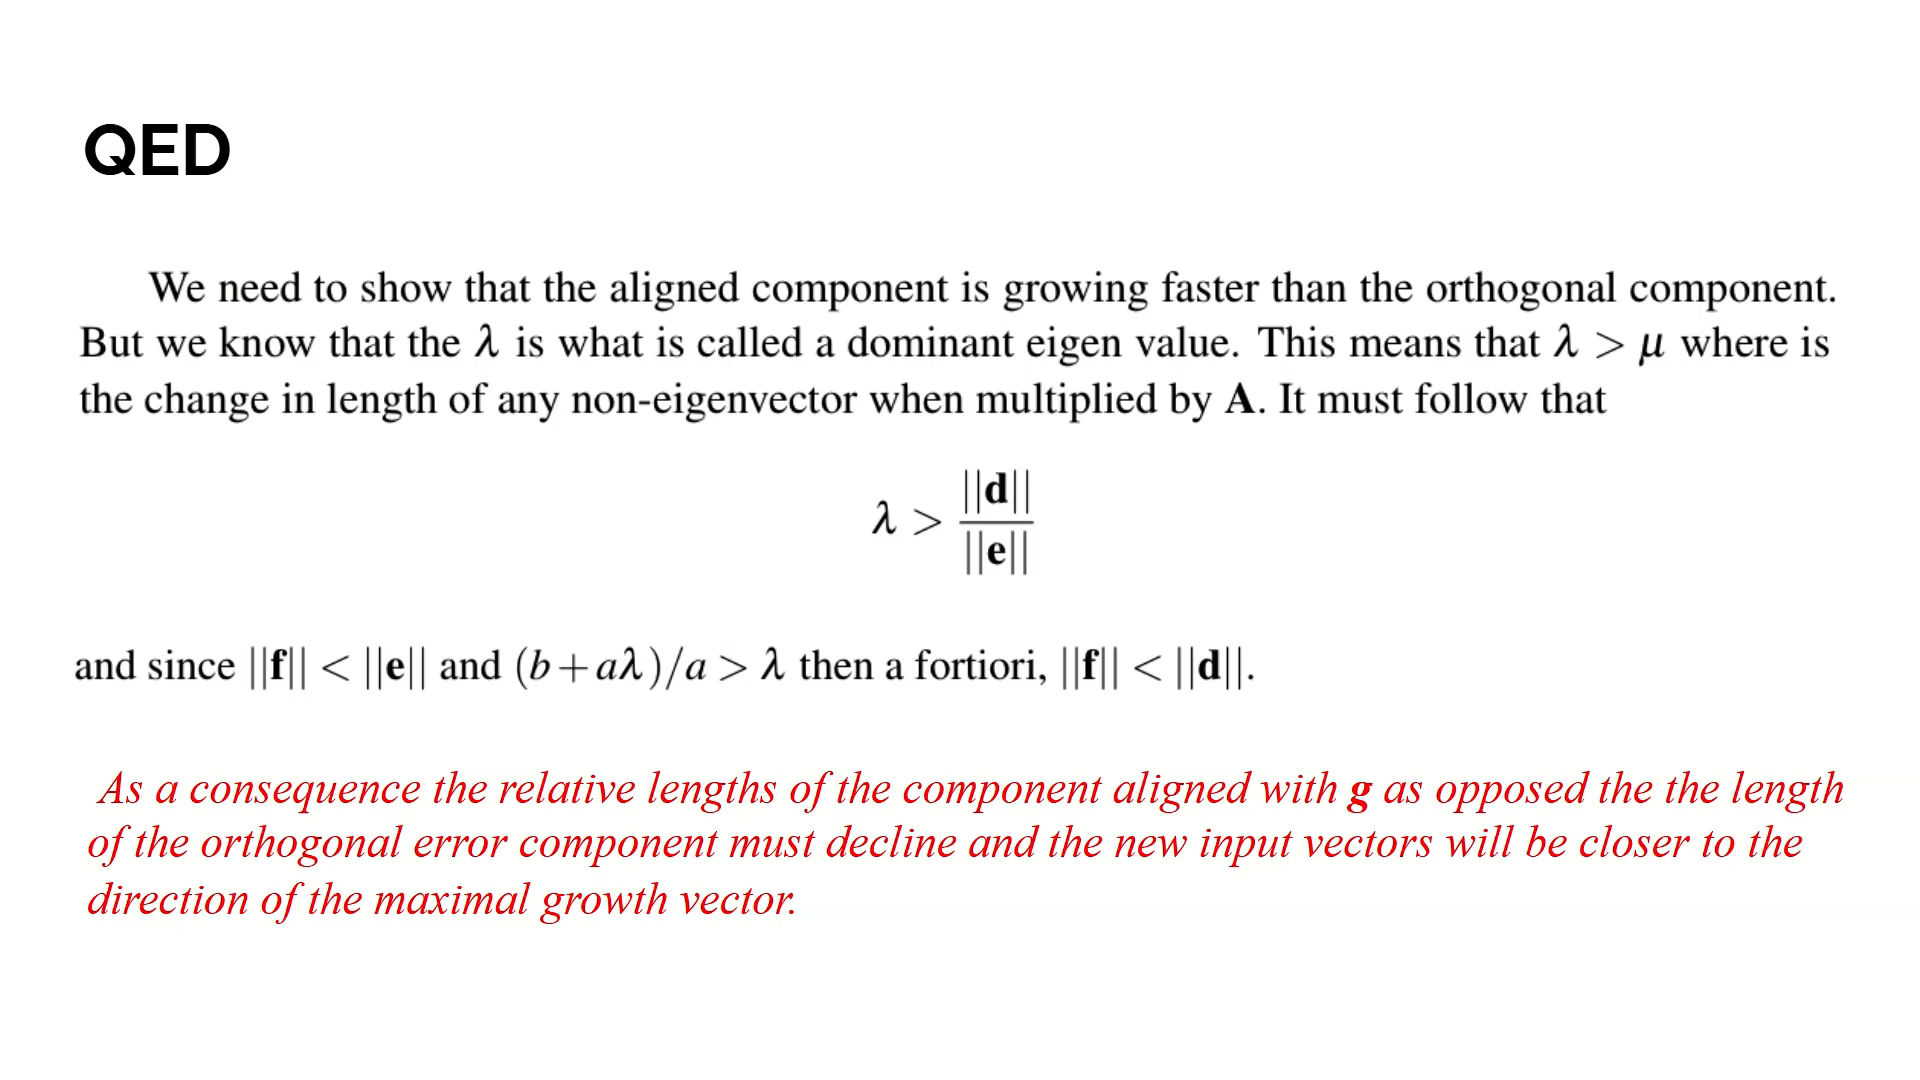 QED
We need to show that the aligned component is growing faster than the orthogonal component.
But we know that the λ is what is called a dominant eigen value. This means that λ > μ where is
the change in length of any non-eigenvector when multiplied by A. It must follow that
λ > ||d|| / ||e||
and since ||f|| < ||e|| and (b + aλ)/a > λ then a fortiori, ||f|| < ||d||.
As a consequence the relative lengths of the component aligned with g as opposed the the length
of the orthogonal error component must decline and the new input vectors will be closer to the
direction of the maximal growth vector.